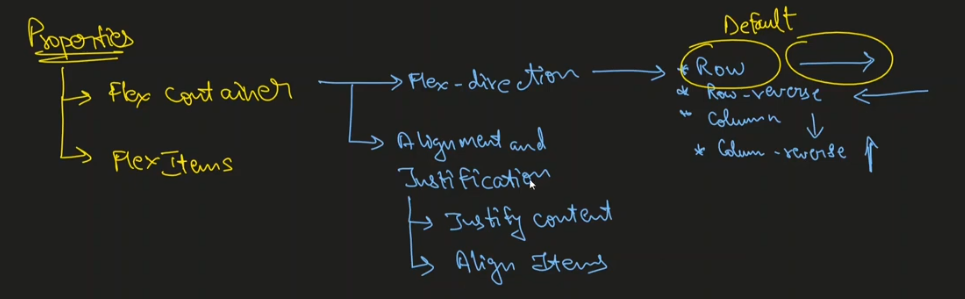 Properties
Flex container
Flex Items
Flex-direction
Alignment and
Justification
Justify content
Align Items
Default
* Row
* Row-reverse
* Column
* Colum-reverse